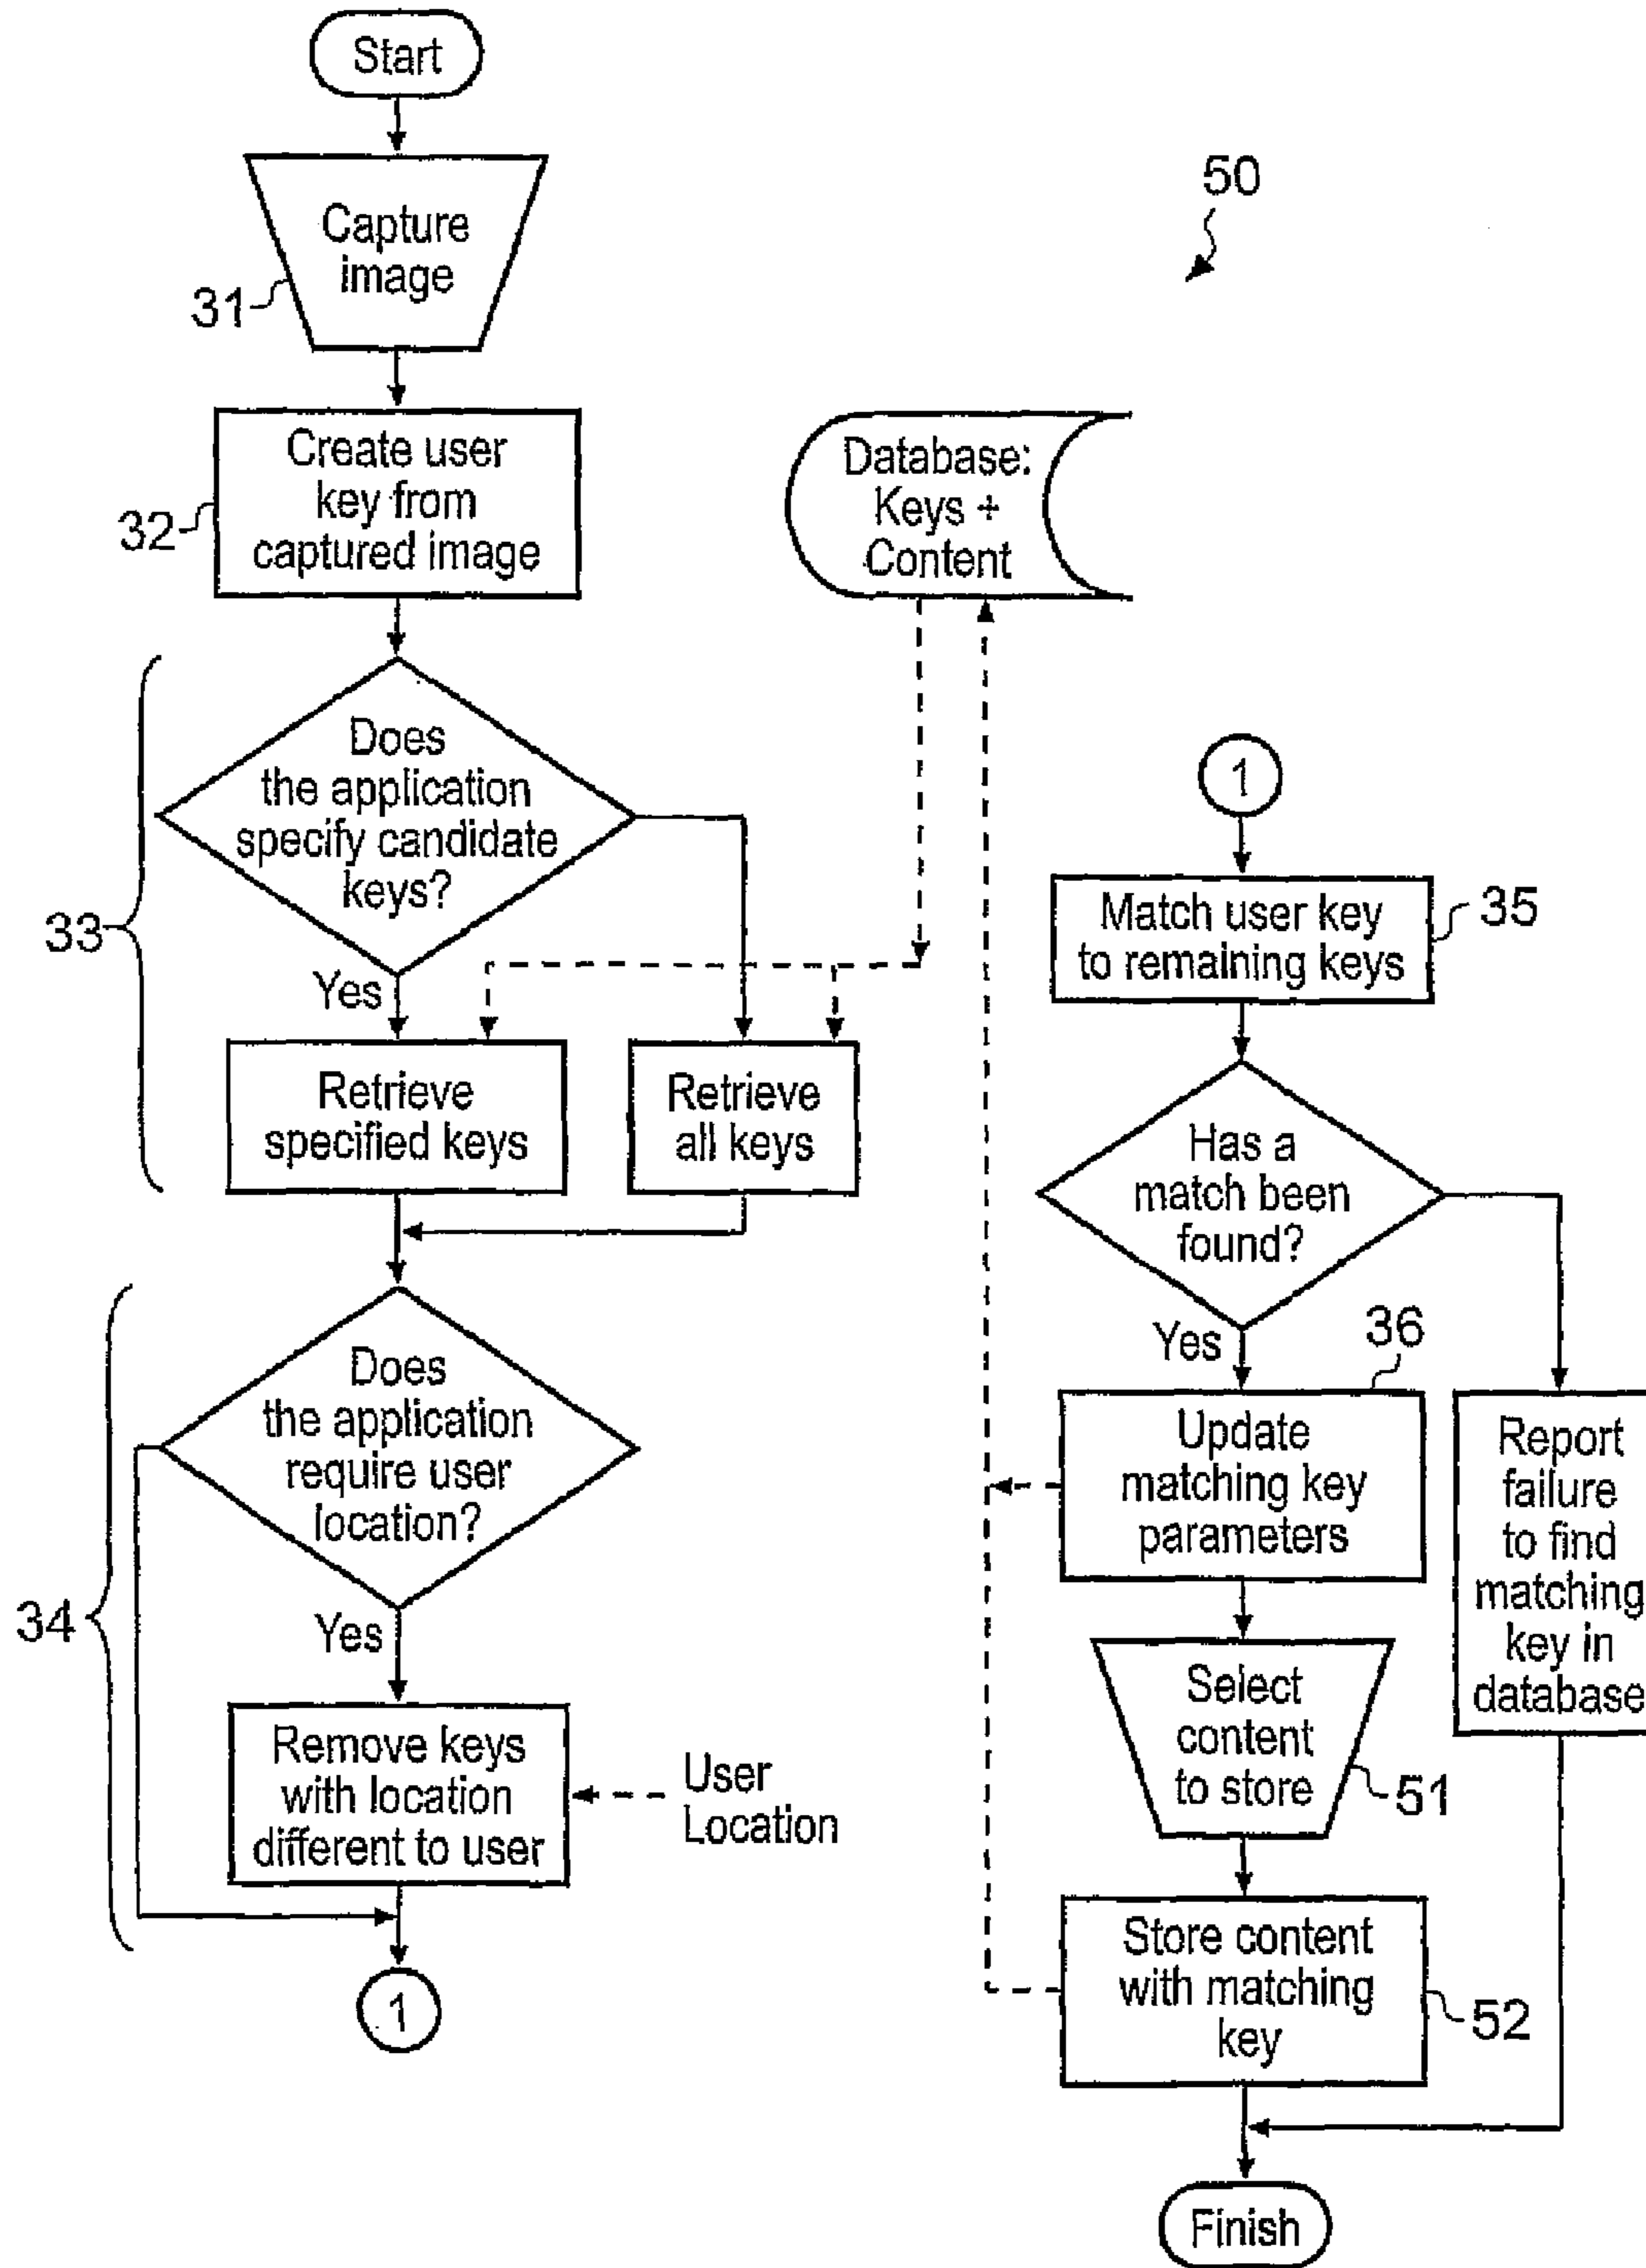 Start
Capture
image
31
Create user
key from
captured image
32
Does
the application
specify candidate
keys?
Yes
33
Retrieve
specified keys
Retrieve
all keys
Does
the application
require user
location?
Yes
34
Remove keys
with location
different to user
User
Location
1
50
Database:
Keys +
Content
1
Match user key
to remaining keys
35
Has a
match been
found?
Yes
36
Update
matching key
parameters
Report
failure
to find
matching
key in
database
Select
content
to store
51
Store content
with matching
key
52
Finish